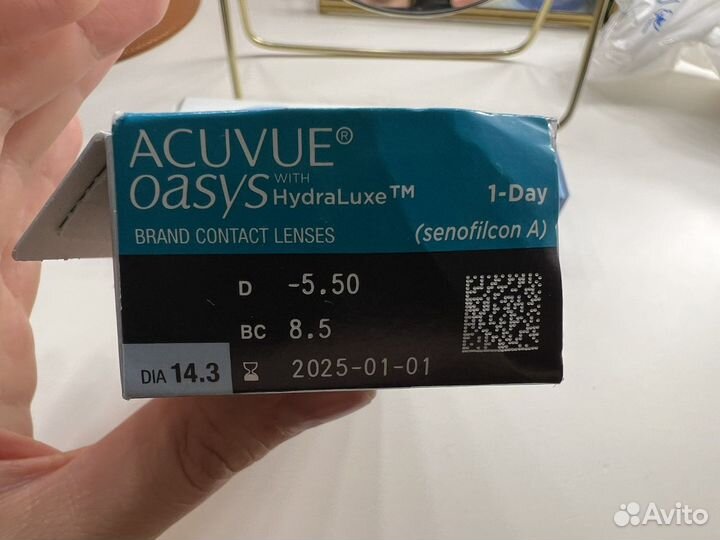 ACUVUE®
oasys WITH HydraLuxe™ 1-Day
BRAND CONTACT LENSES (senofilcon A)
D -5.50
BC 8.5
DIA 14.3 2025-01-01
Avito